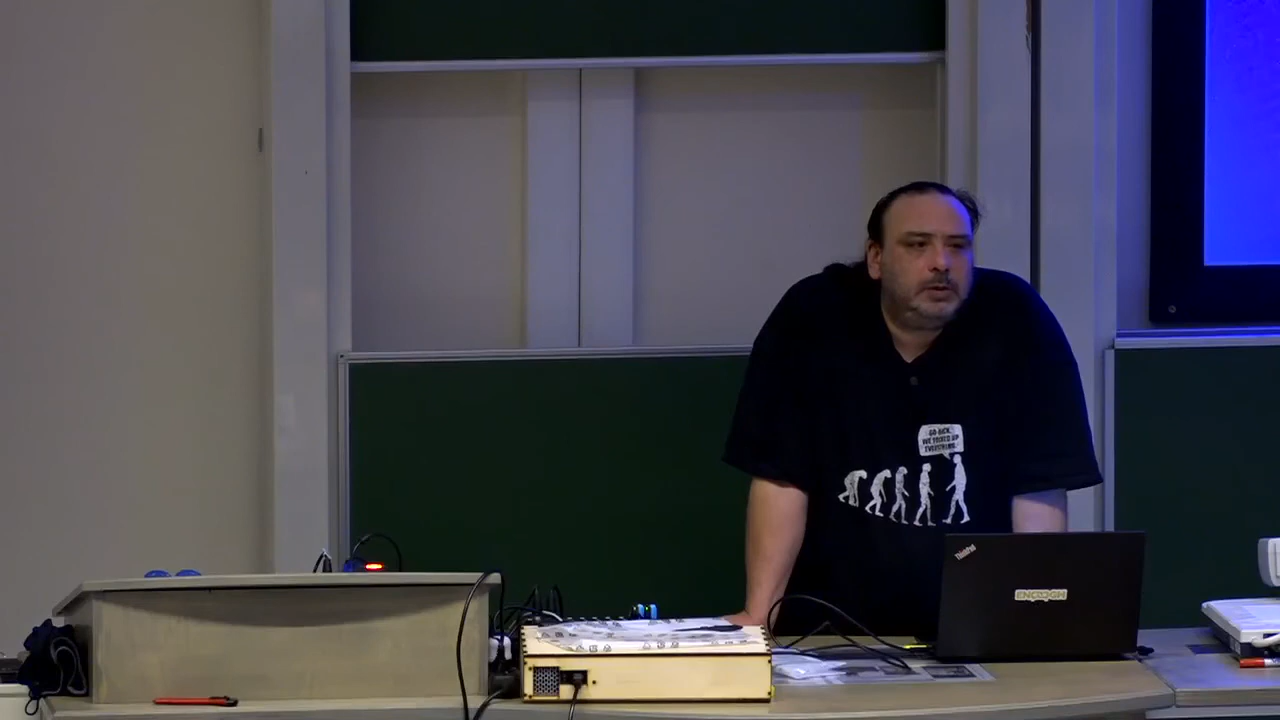 GO BACK,
WE FUCKED UP
EVERYTHING.
ThinkPad
ENOUGH